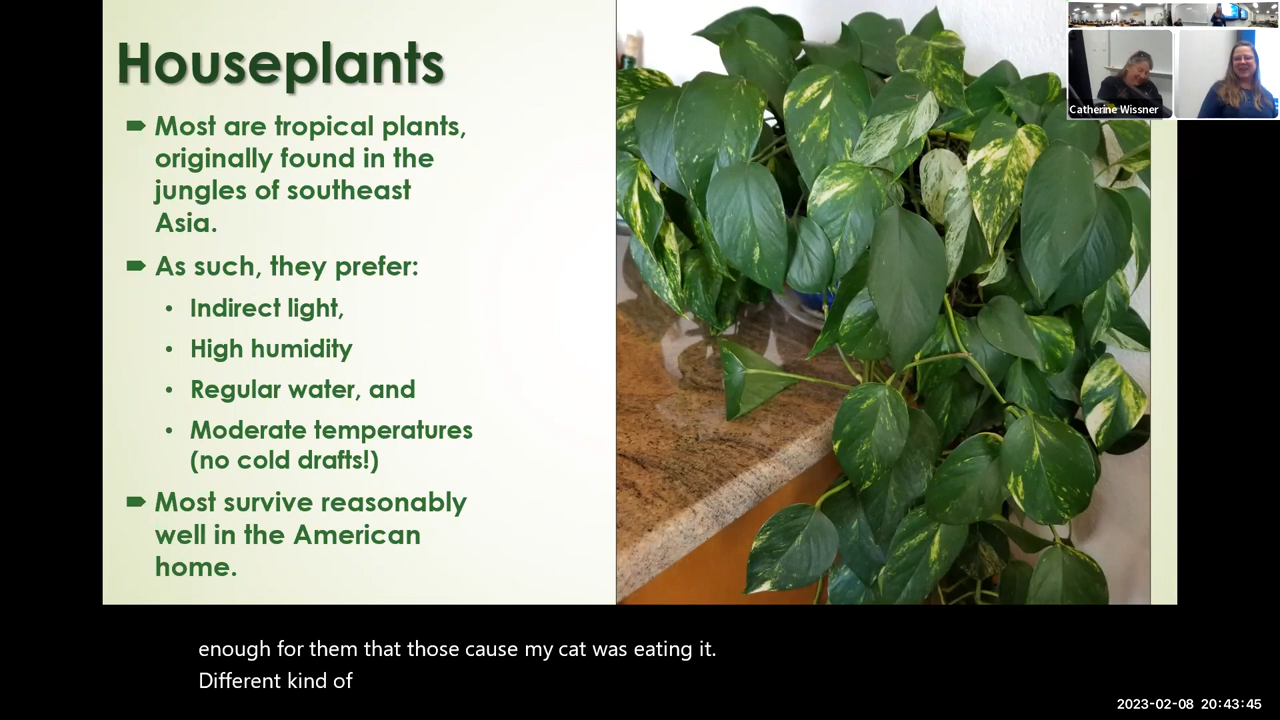 Houseplants
Most are tropical plants,
originally found in the
jungles of southeast
Asia.
As such, they prefer:
• Indirect light,
• High humidity
• Regular water, and
• Moderate temperatures
(no cold drafts!)
Most survive reasonably
well in the American
home.
Catherine Wissner
enough for them that those cause my cat was eating it.
Different kind of
2023-02-08 20:43:45